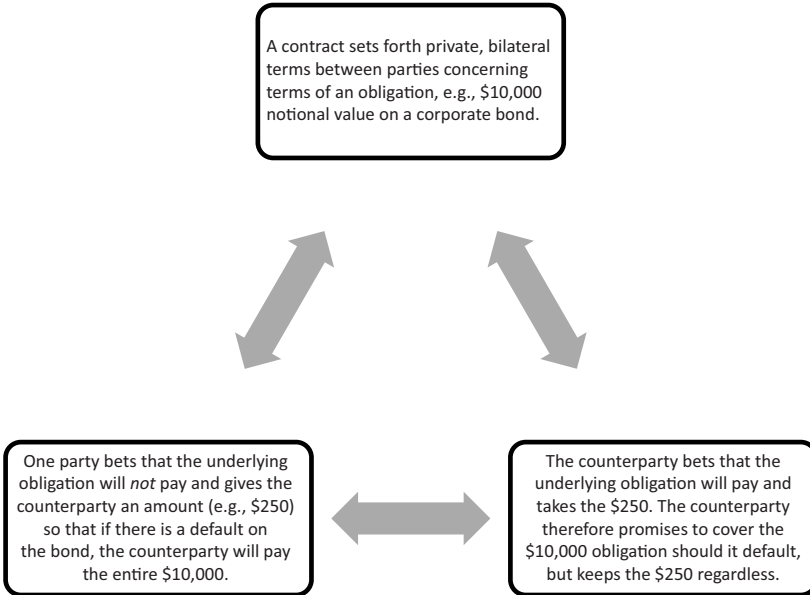 A contract sets forth private, bilateral
terms between parties concerning
terms of an obligation, e.g., $10,000
notional value on a corporate bond.
One party bets that the underlying
obligation will not pay and gives the
counterparty an amount (e.g., $250)
so that if there is a default on
the bond, the counterparty will pay
the entire $10,000.
The counterparty bets that the
underlying obligation will pay and
takes the $250. The counterparty
therefore promises to cover the
$10,000 obligation should it default,
but keeps the $250 regardless.